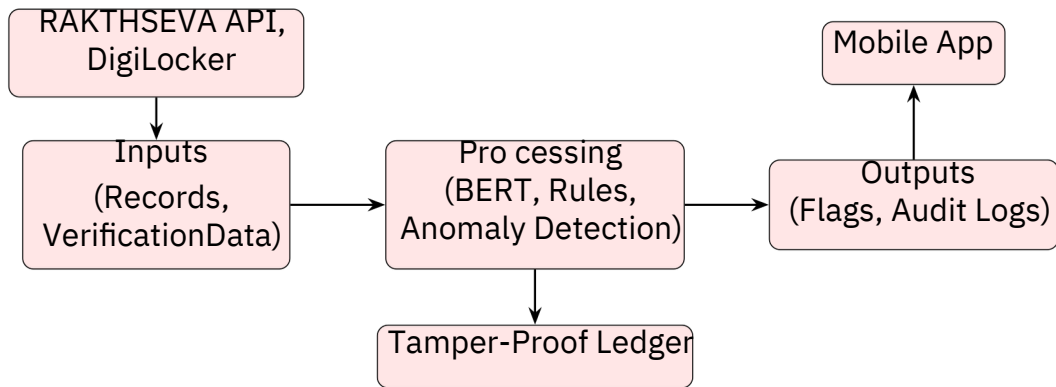 RAKTHSEVA API,
DigiLocker
Mobile App
Inputs
(Records,
VerificationData)
Pro cessing
(BERT, Rules,
Anomaly Detection)
Outputs
(Flags, Audit Logs)
Tamper-Proof Ledger